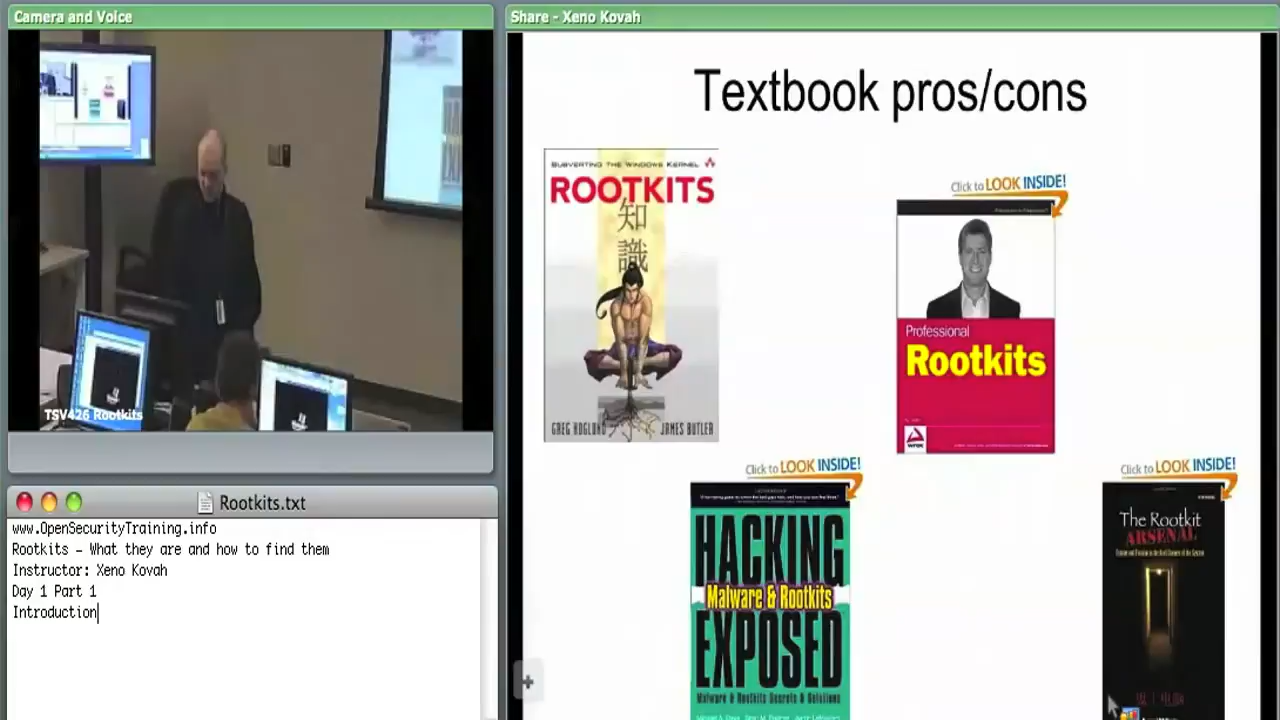 Camera and Voice
TSV426 Rootkits
Rootkits.txt
www.OpenSecurityTraining.info
Rootkits - What they are and how to find them
Instructor: Xeno Kovah
Day 1 Part 1
Introduction
Share - Xeno Kovah
Textbook pros/cons
SUBVERTING THE WINDOWS KERNEL
ROOTKITS
知
識
GREG HOGLUND JAMES BUTLER
Click to LOOK INSIDE!
Professional
Rootkits
wrox
Click to LOOK INSIDE!
HACKING
Malware & Rootkits
EXPOSED
Malware & Rootkits Secrets & Solutions
Click to LOOK INSIDE!
The Rootkit
ARSENAL